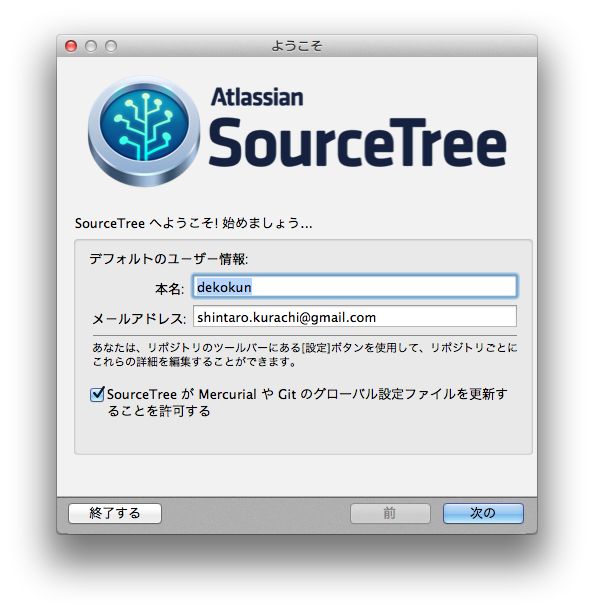 ようこそ
Atlassian
SourceTree
SourceTree へようこそ! 始めましょう...
デフォルトのユーザー情報:
本名: dekokun
メールアドレス: shintaro.kurachi@gmail.com
あなたは、リポジトリのツールバーにある[設定]ボタンを使用して、リポジトリごとに
これらの詳細を編集することができます。
SourceTree が Mercurial や Git のグローバル設定ファイルを更新す
ることを許可する
終了する 前 次の